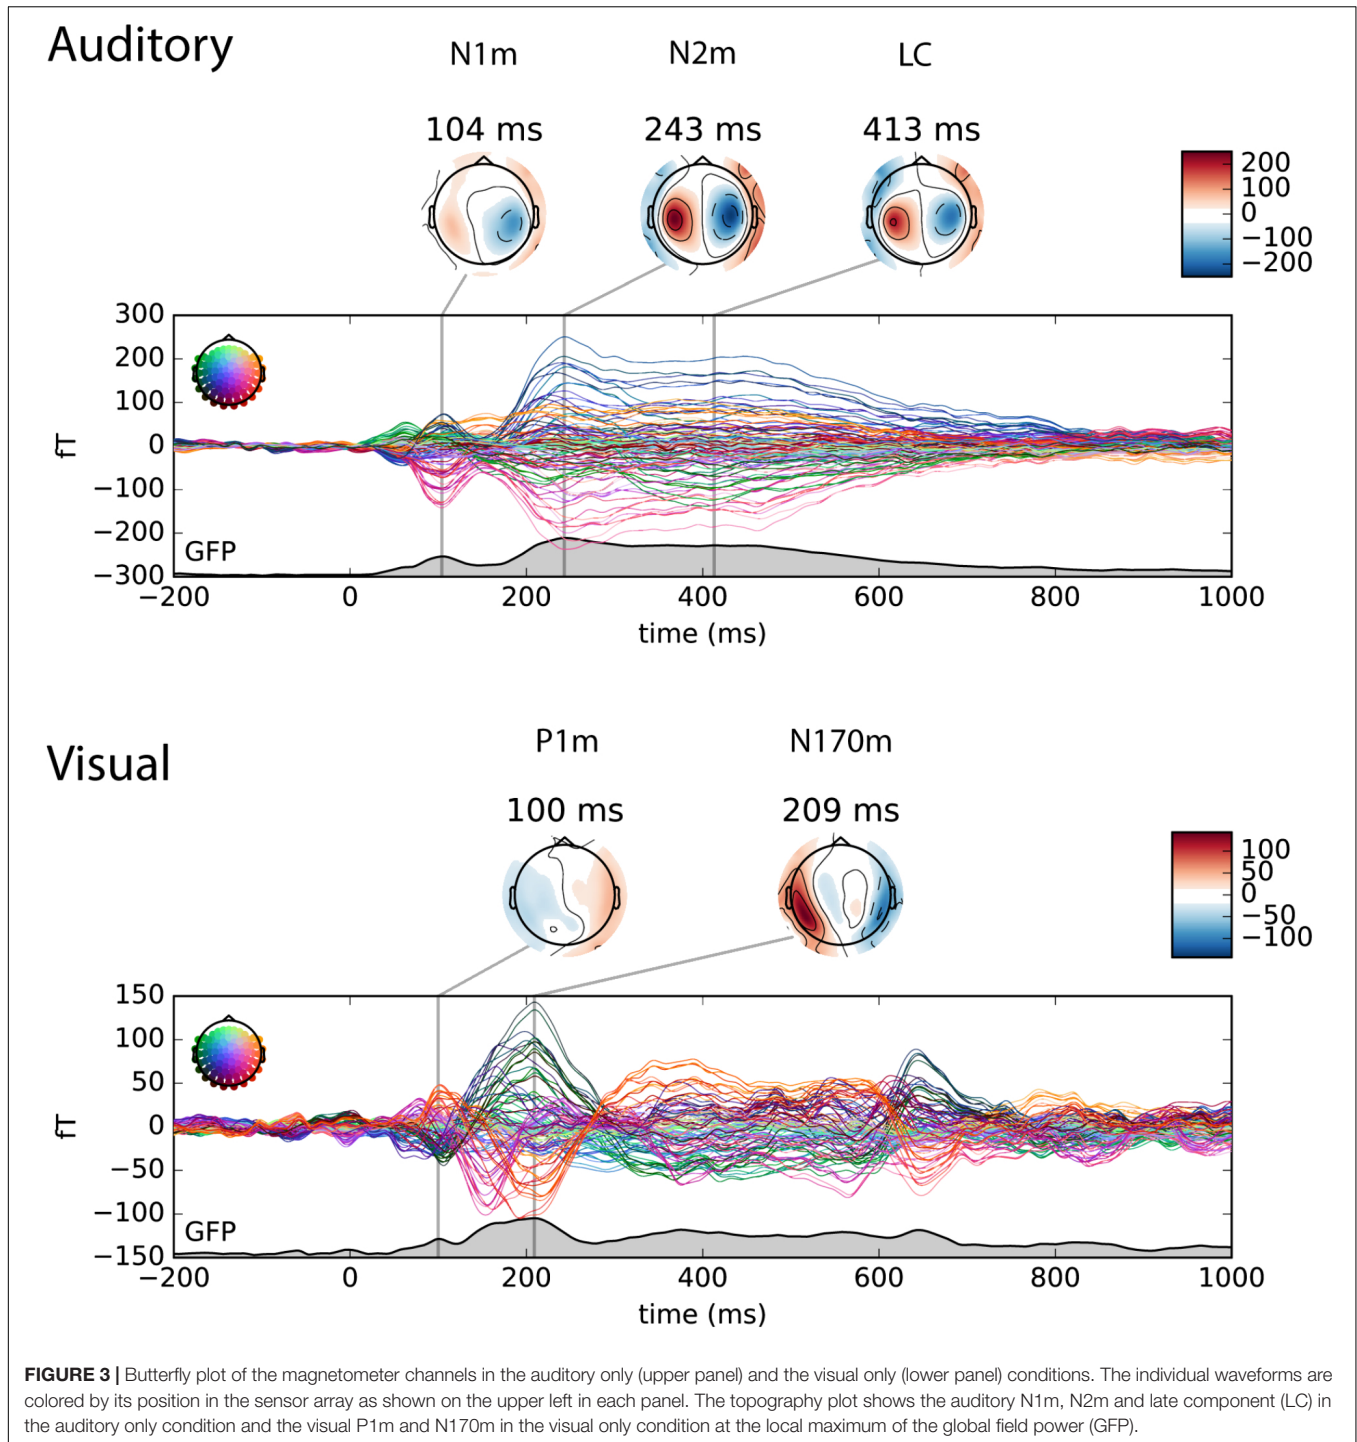 Auditory
N1m N2m LC
104 ms 243 ms 413 ms
200
100
0
−100
−200
300
200
100
0
−100
−200
−300
fT
GFP
−200 0 200 400 600 800 1000
time (ms)
Visual
P1m N170m
100 ms 209 ms
100
50
0
−50
−100
150
100
50
0
−50
−100
−150
fT
GFP
−200 0 200 400 600 800 1000
time (ms)
FIGURE 3 | Butterfly plot of the magnetometer channels in the auditory only (upper panel) and the visual only (lower panel) conditions. The individual waveforms are
colored by its position in the sensor array as shown on the upper left in each panel. The topography plot shows the auditory N1m, N2m and late component (LC) in
the auditory only condition and the visual P1m and N170m in the visual only condition at the local maximum of the global field power (GFP).